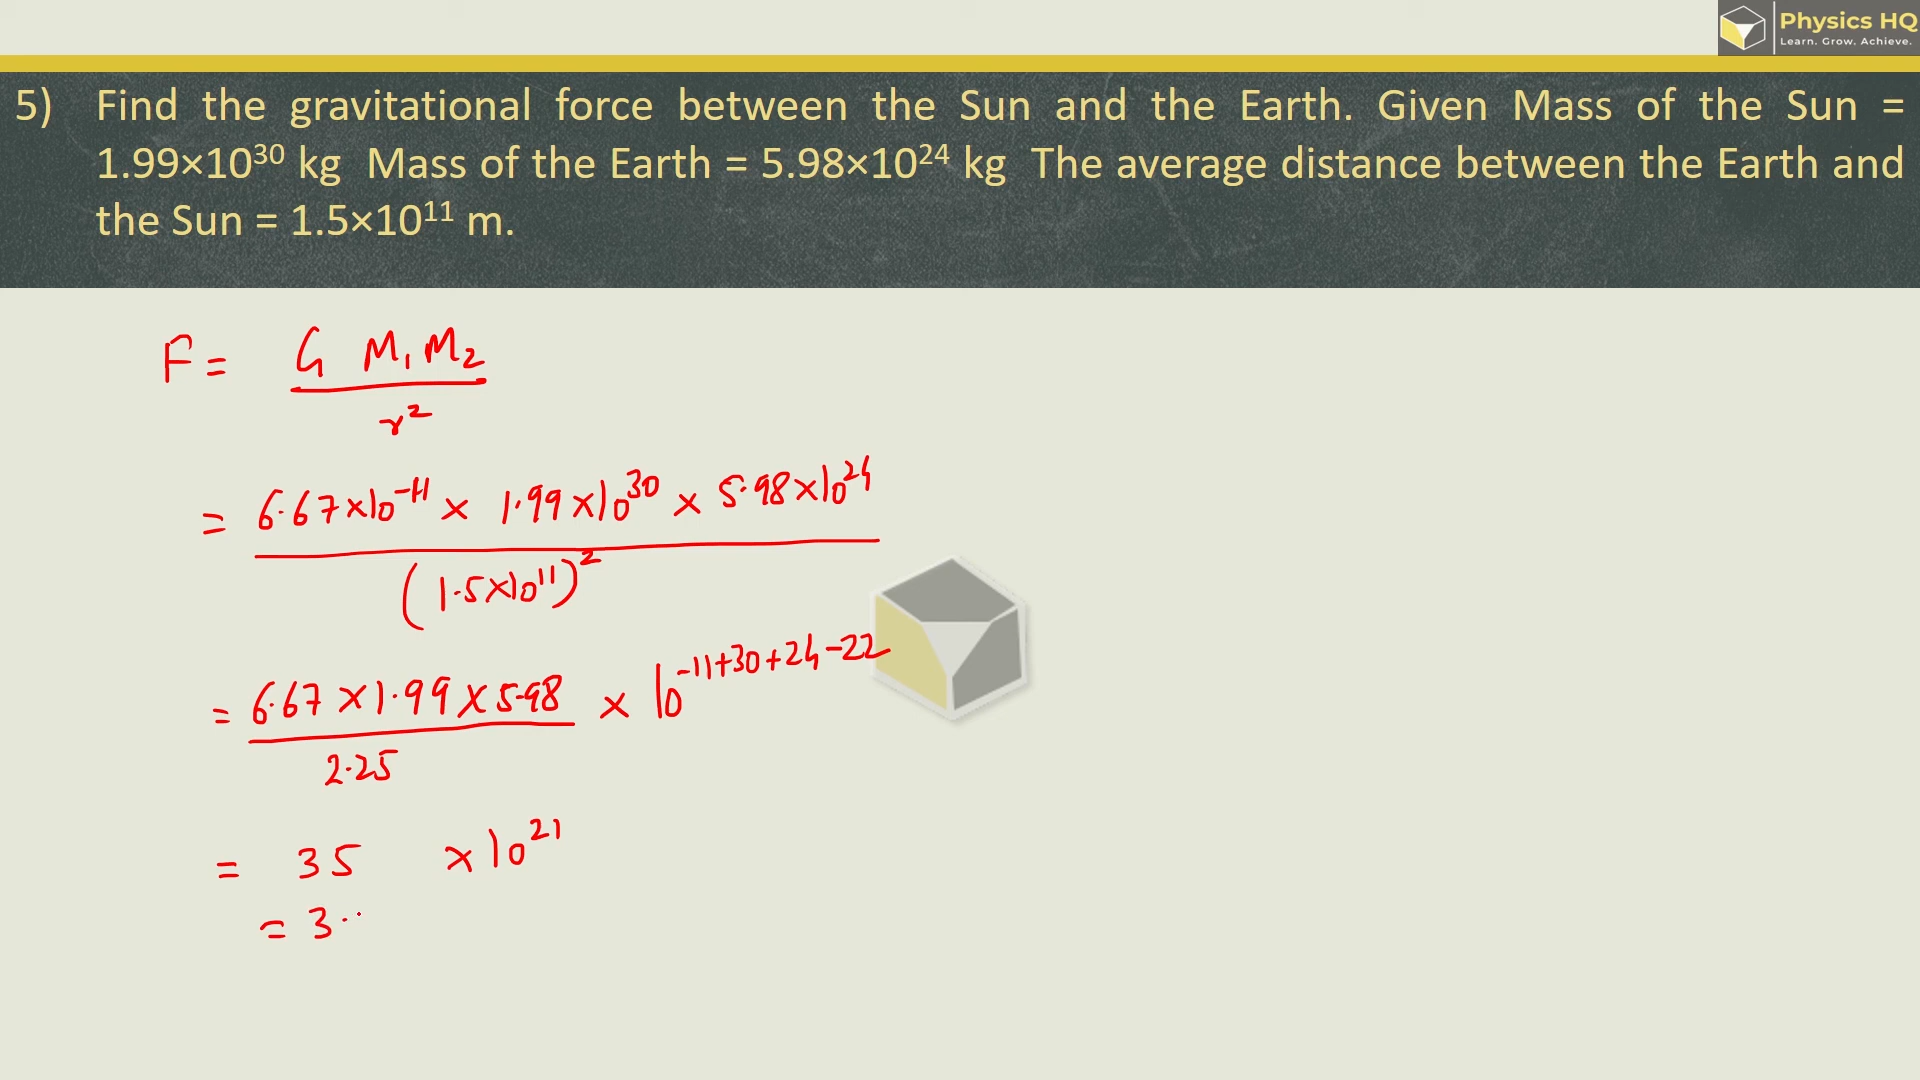 Physics HQ
Learn. Grow. Achieve.
5) Find the gravitational force between the Sun and the Earth. Given Mass of the Sun =
1.99×10³⁰ kg Mass of the Earth = 5.98×10²⁴ kg The average distance between the Earth and
the Sun = 1.5×10¹¹ m.
F = G M₁M₂
r²
= 6.67×10⁻¹¹ × 1.99×10³⁰ × 5.98×10²⁴
(1.5×10¹¹)²
= 6.67×1.99×5.98 × 10⁻¹¹⁺³⁰⁺²⁴⁻²²
2.25
= 35 ×10²¹
= 3.